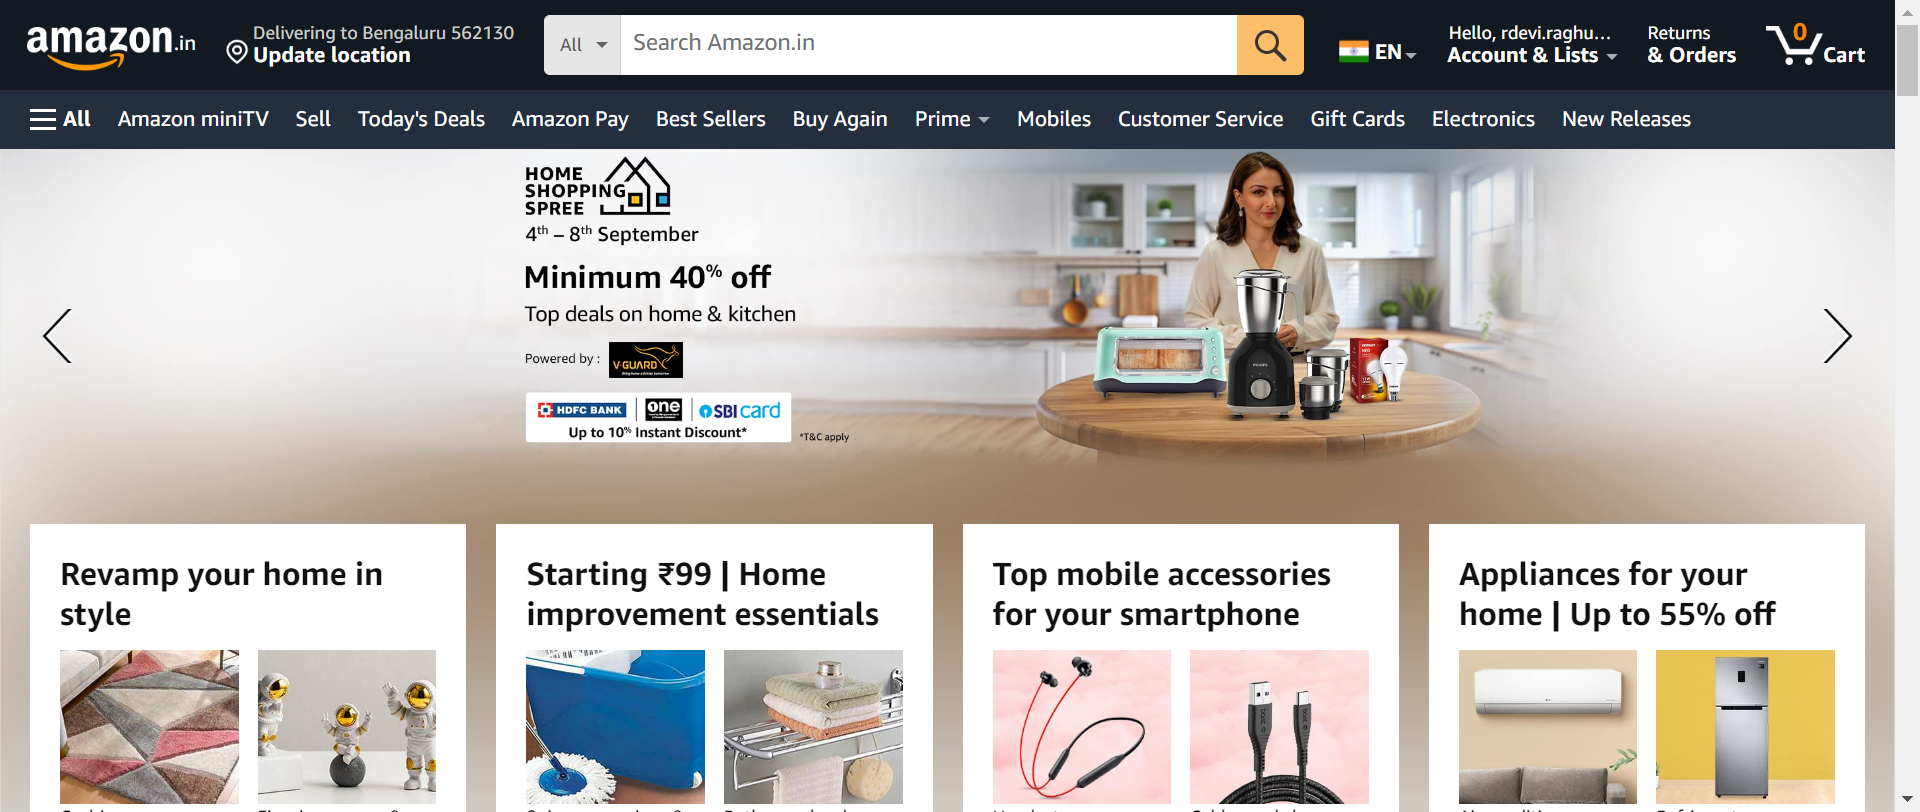 amazon.in
Delivering to Bengaluru 562130
Update location
All
Search Amazon.in
EN
Hello, rdevi.raghu...
Account & Lists
Returns
& Orders
0
Cart
All
Amazon miniTV
Sell
Today's Deals
Amazon Pay
Best Sellers
Buy Again
Prime
Mobiles
Customer Service
Gift Cards
Electronics
New Releases
HOME
SHOPPING
SPREE
4th – 8th September
Minimum 40% off
Top deals on home & kitchen
Powered by :
V-GUARD
HDFC BANK
one
SBI card
Up to 10% Instant Discount*
*T&C apply
PHILIPS
Revamp your home in
style
Starting ₹99 | Home
improvement essentials
Top mobile accessories
for your smartphone
Appliances for your
home | Up to 55% off